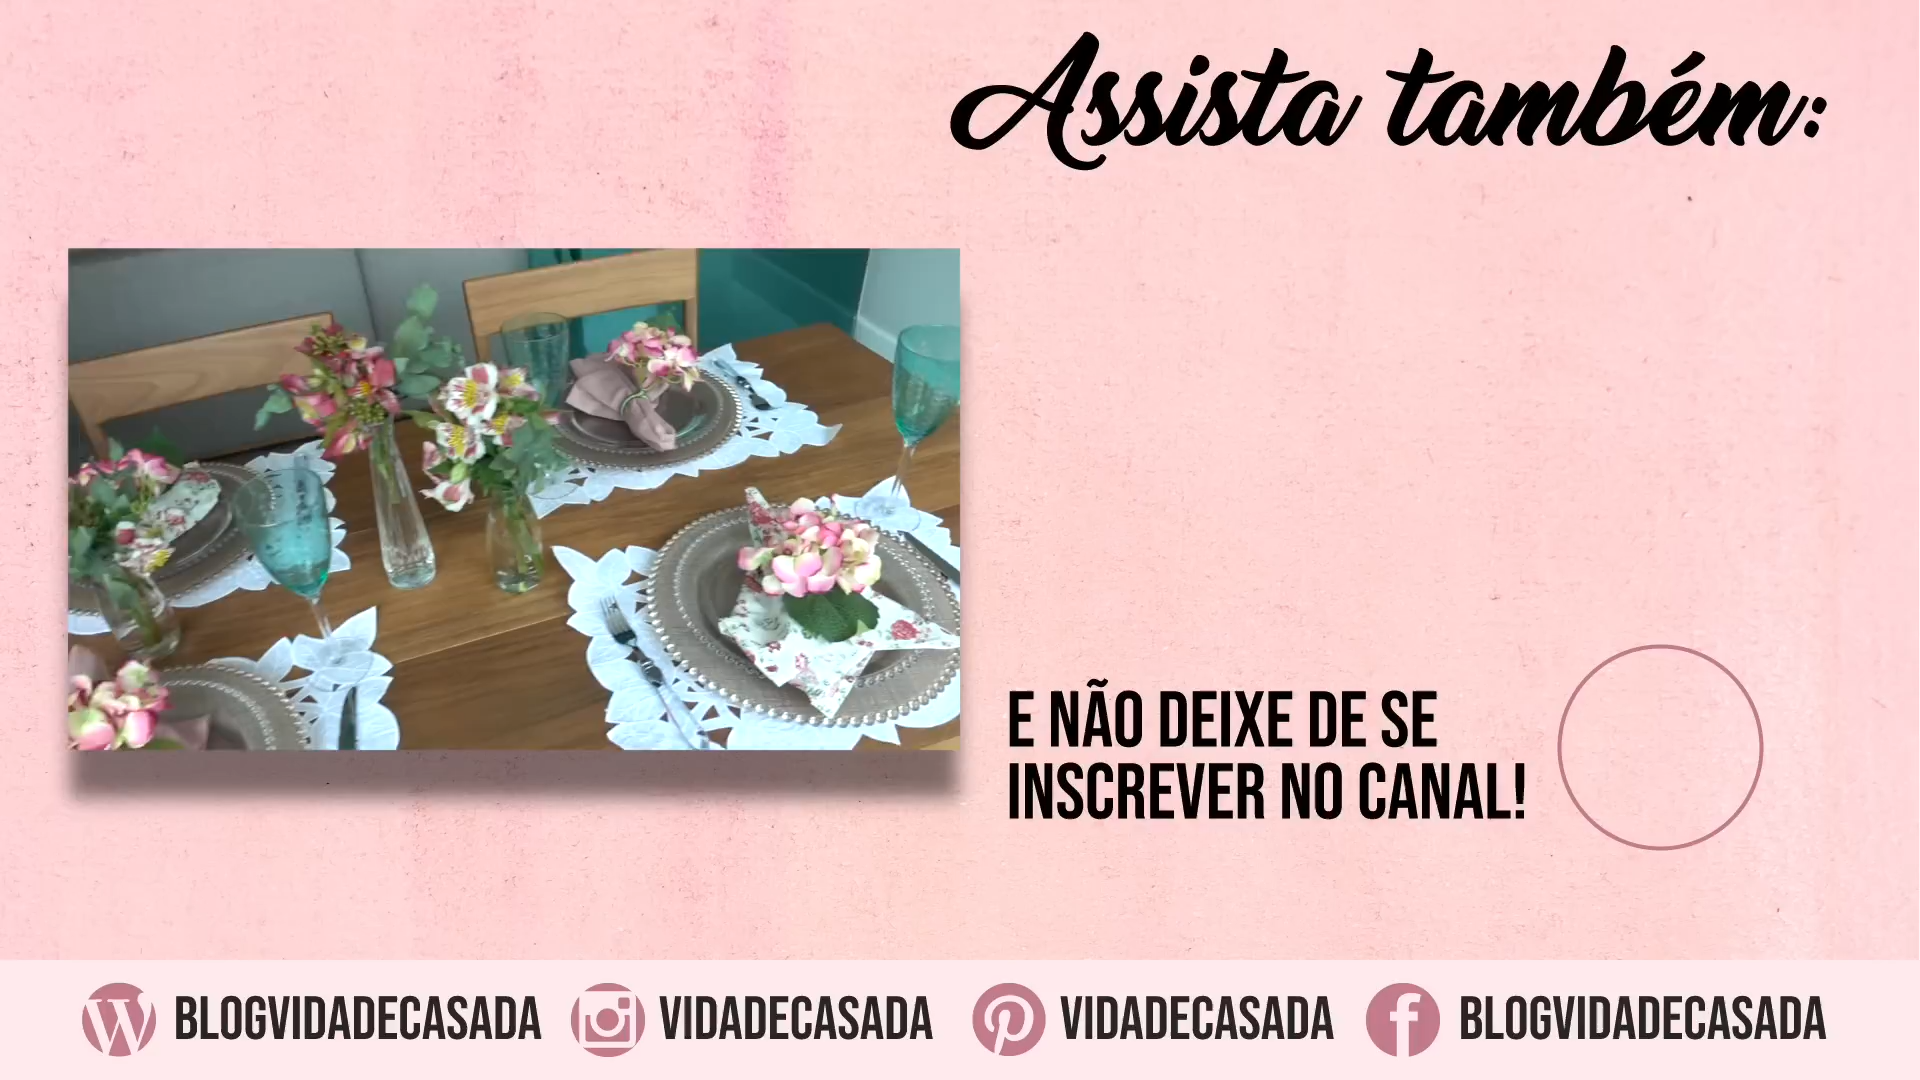 Assista também:
E NÃO DEIXE DE SE
INSCREVER NO CANAL!
BLOGVIDADECASADA VIDADECASADA VIDADECASADA BLOGVIDADECASADA